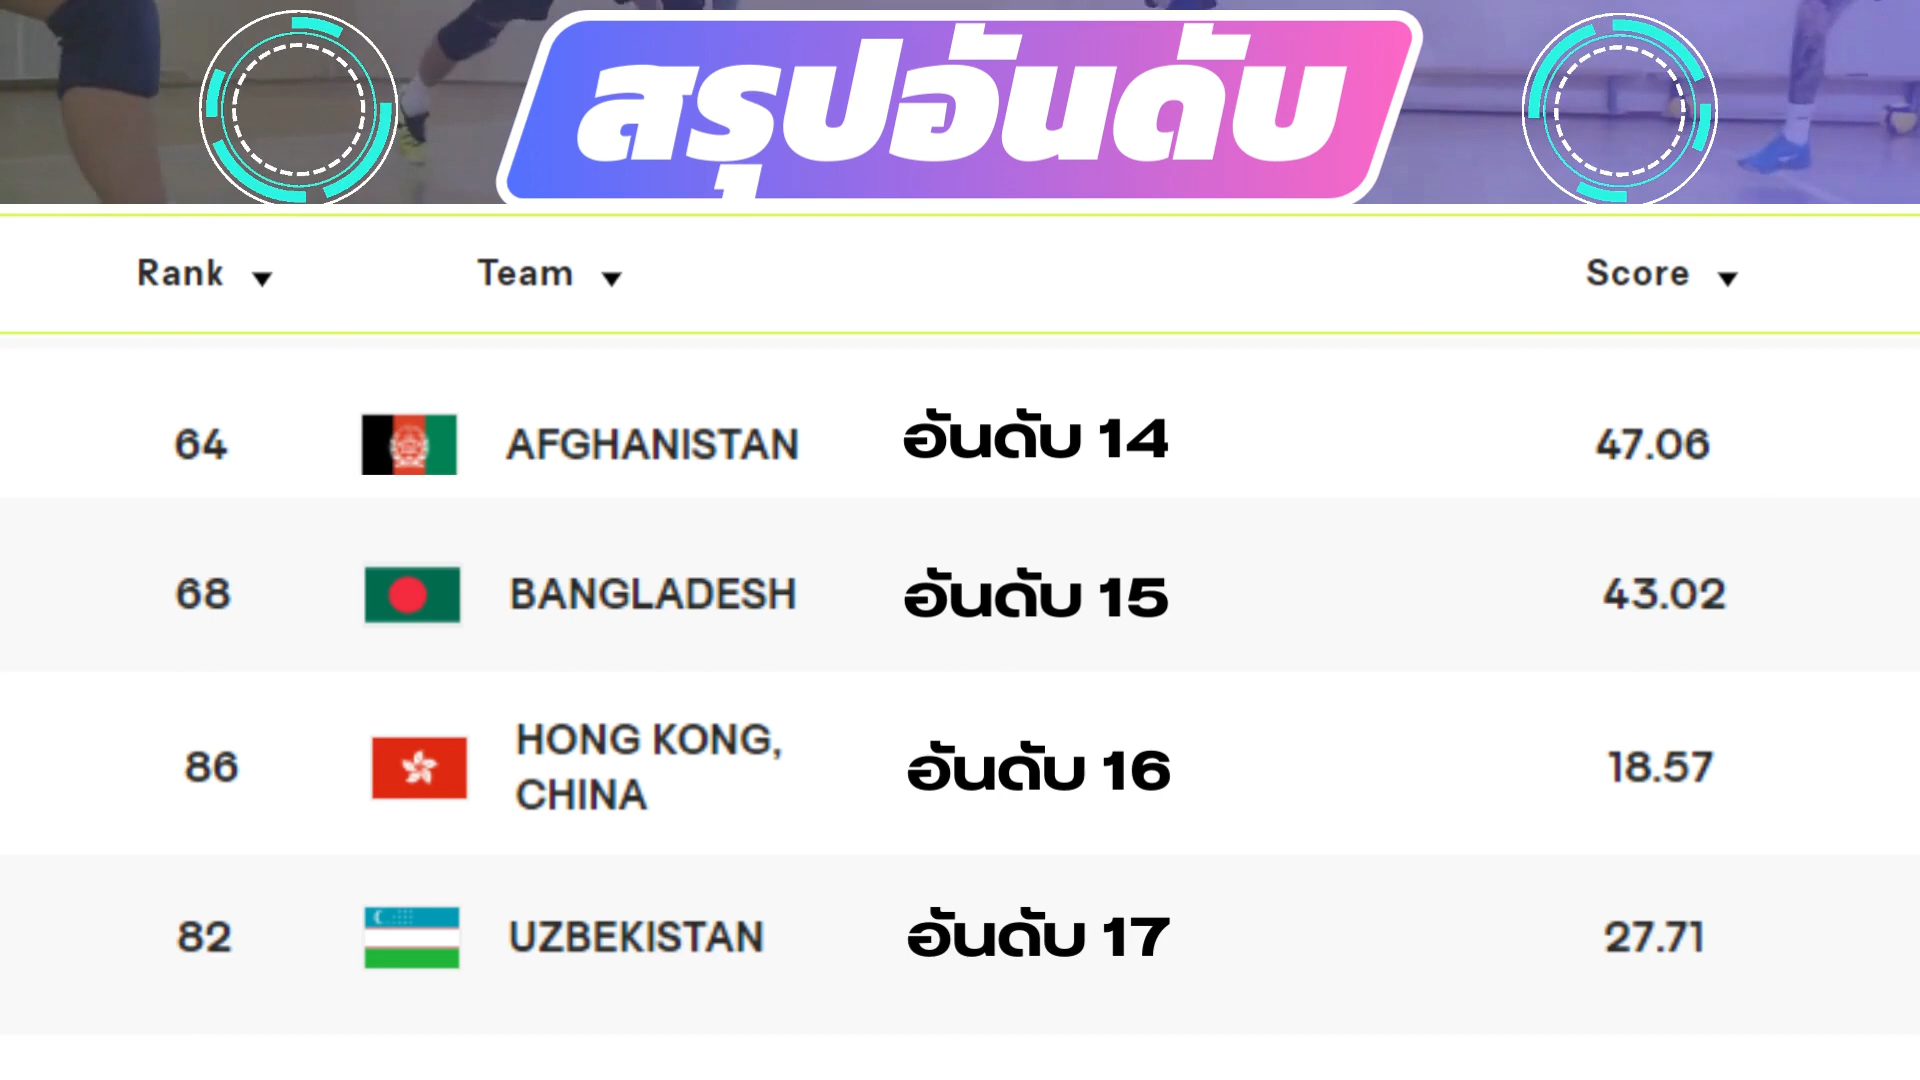 สรุปอันดับ
Rank Team Score
64 AFGHANISTAN อันดับ 14 47.06
68 BANGLADESH อันดับ 15 43.02
86 HONG KONG, CHINA อันดับ 16 18.57
82 UZBEKISTAN อันดับ 17 27.71